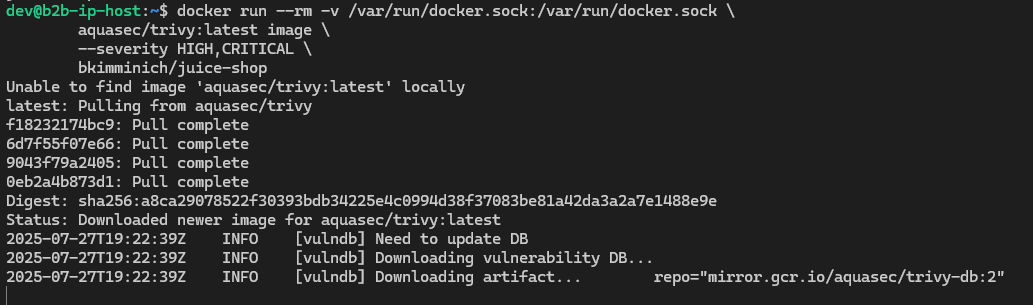 dev@b2b-ip-host:~$ docker run --rm -v /var/run/docker.sock:/var/run/docker.sock \
aquasec/trivy:latest image \
--severity HIGH,CRITICAL \
bkimminich/juice-shop
Unable to find image 'aquasec/trivy:latest' locally
latest: Pulling from aquasec/trivy
f18232174bc9: Pull complete
6d7f55f07e66: Pull complete
9043f79a2405: Pull complete
0eb2a4b873d1: Pull complete
Digest: sha256:a8ca29078522f30393bdb34225e4c0994d38f37083be81a42da3a2a7e1488e9e
Status: Downloaded newer image for aquasec/trivy:latest
2025-07-27T19:22:39Z    INFO    [vulndb] Need to update DB
2025-07-27T19:22:39Z    INFO    [vulndb] Downloading vulnerability DB...
2025-07-27T19:22:39Z    INFO    [vulndb] Downloading artifact...        repo="mirror.gcr.io/aquasec/trivy-db:2"